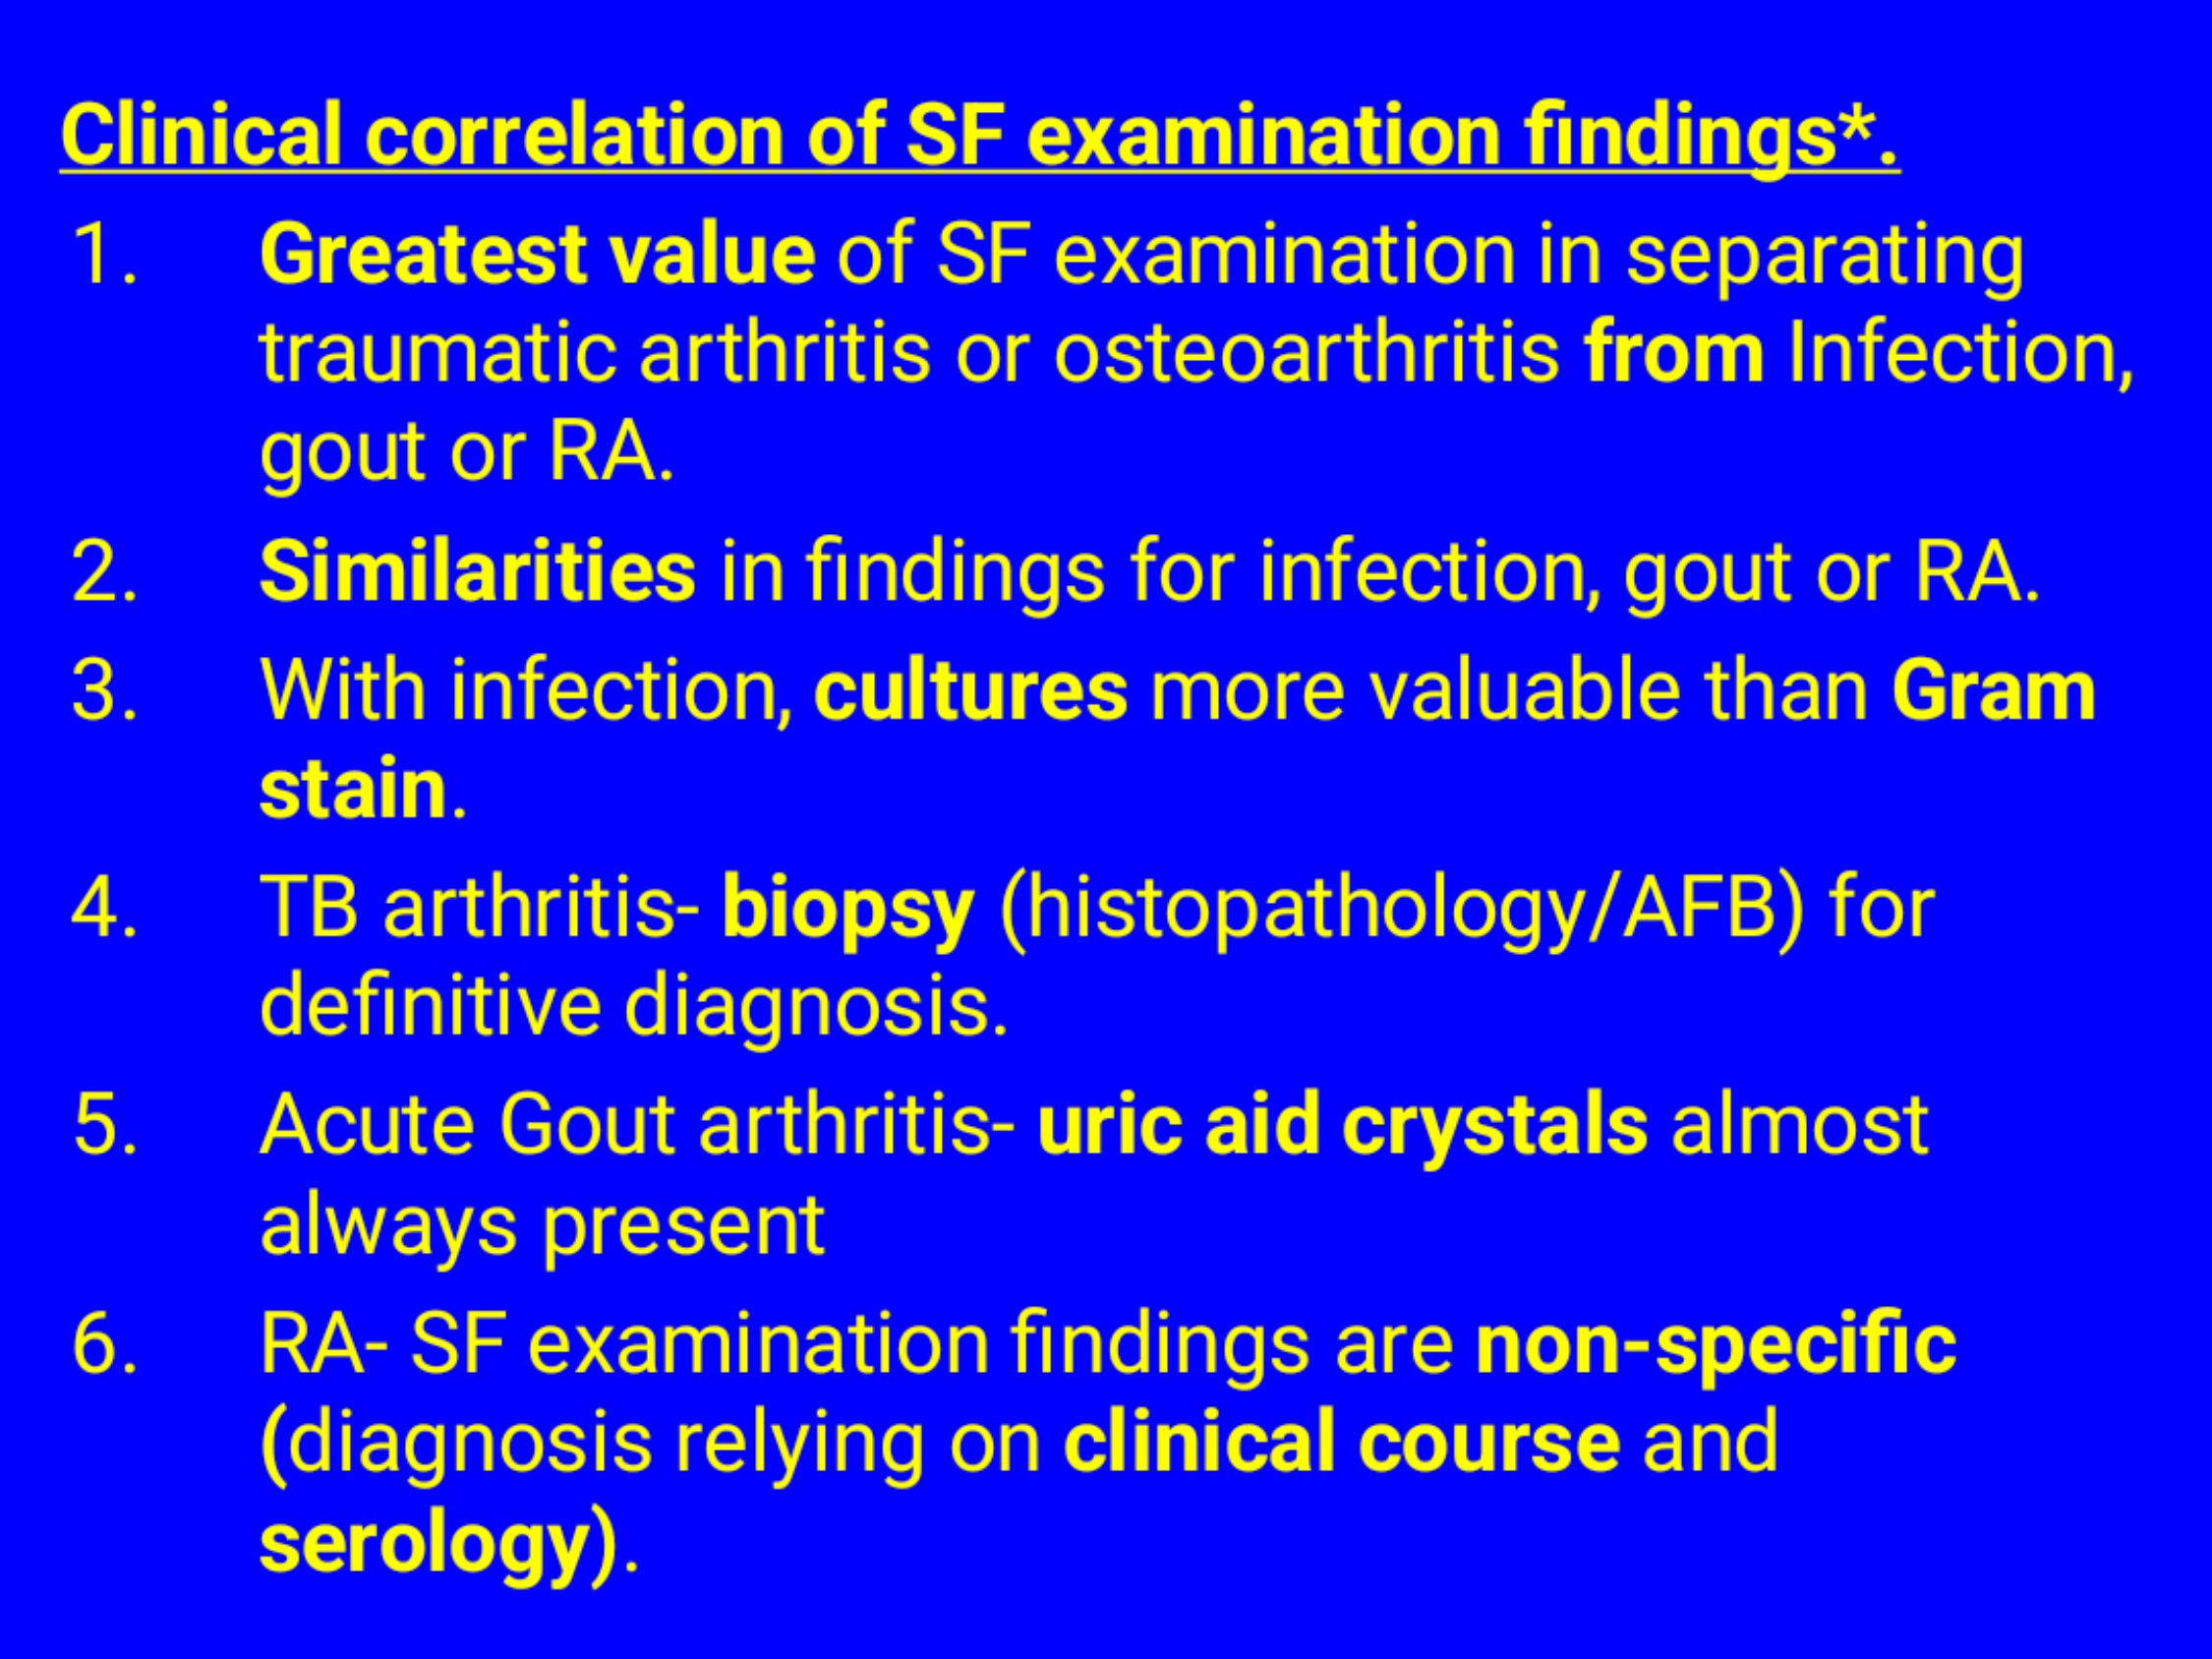 Clinical correlation of SF examination findings*.
1. Greatest value of SF examination in separating
traumatic arthritis or osteoarthritis from Infection,
gout or RA.
2. Similarities in findings for infection, gout or RA.
3. With infection, cultures more valuable than Gram
stain.
4. TB arthritis- biopsy (histopathology/AFB) for
definitive diagnosis.
5. Acute Gout arthritis- uric aid crystals almost
always present
6. RA- SF examination findings are non-specific
(diagnosis relying on clinical course and
serology).